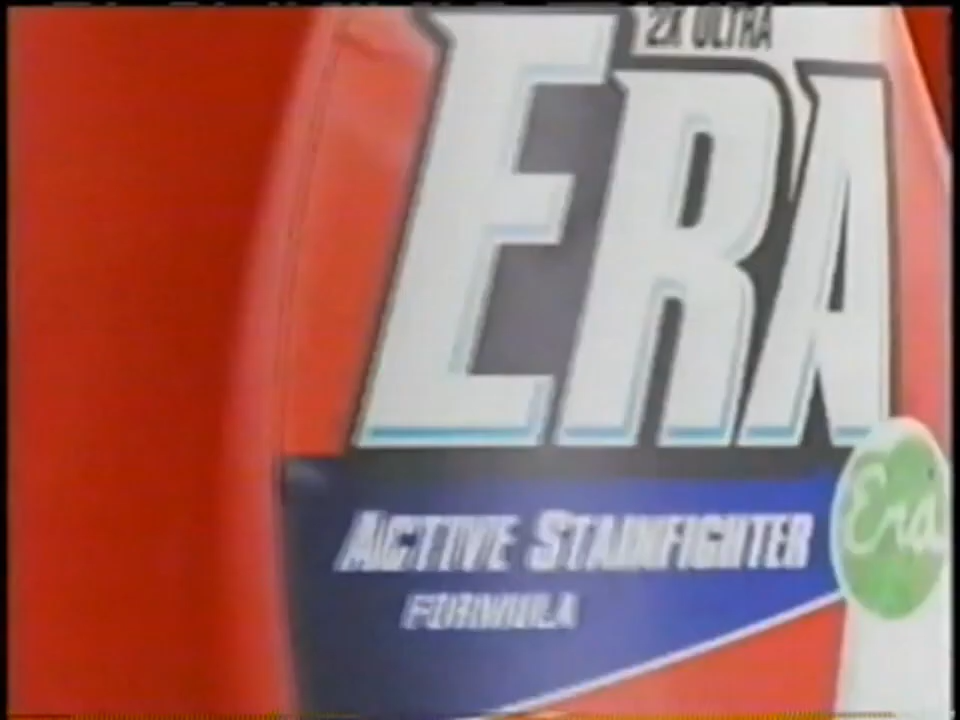 2X ULTRA
ERA
ACTIVE STAINFIGHTER
FORMULA
Era